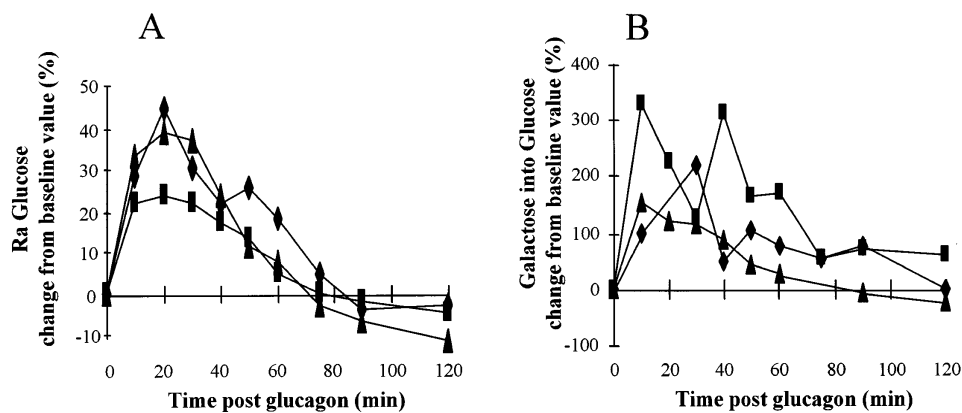 A
Ra Glucose
change from baseline value (%)
50
40
30
20
10
0
-10
0 20 40 60 80 100 120
Time post glucagon (min)
B
Galactose into Glucose
change from baseline value (%)
400
300
200
100
0
-100
0 20 40 60 80 100 120
Time post glucagon (min)